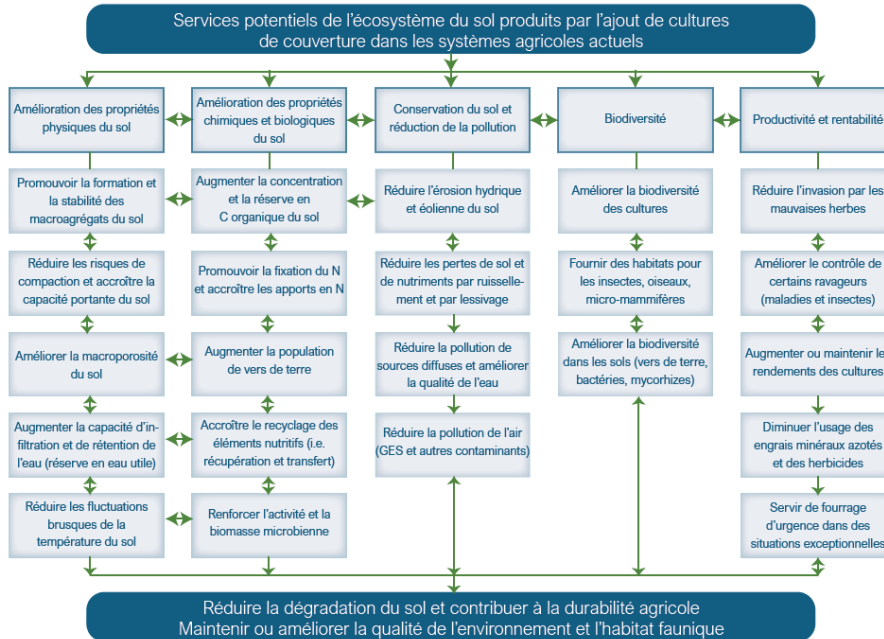 Services potentiels de l'écosystème du sol produits par l'ajout de cultures
de couverture dans les systèmes agricoles actuels
Amélioration des propriétés
physiques du sol
Amélioration des propriétés
chimiques et biologiques
du sol
Conservation du sol et
réduction de la pollution
Biodiversité
Productivité et rentabilité
Promouvoir la formation et
la stabilité des
macroagrégats du sol
Augmenter la concentration
et la réserve en
C organique du sol
Réduire l'érosion hydrique
et éolienne du sol
Améliorer la biodiversité
des cultures
Réduire l'invasion par les
mauvaises herbes
Réduire les risques de
compaction et accroître la
capacité portante du sol
Promouvoir la fixation du N
et accroître les apports en N
Réduire les pertes de sol et
de nutriments par ruisselle-
ment et par lessivage
Fournir des habitats pour
les insectes, oiseaux,
micro-mammifères
Améliorer le contrôle de
certains ravageurs
(maladies et insectes)
Améliorer la macroporosité
du sol
Augmenter la population
de vers de terre
Réduire la pollution de
sources diffuses et améliorer
la qualité de l'eau
Améliorer la biodiversité
dans les sols (vers de terre,
bactéries, mycorhizes)
Augmenter ou maintenir le
rendements des cultures
Augmenter la capacité d'in-
filtration et de rétention de
l'eau (réserve en eau utile)
Accroître le recyclage des
éléments nutritifs (i.e.
récupération et transfert)
Réduire la pollution de l'air
(GES et autres contaminants)
Diminuer l'usage des
engrais minéraux azotés
et des herbicides
Réduire les fluctuations
brusques de la
température du sol
Renforcer l'activité et la
biomasse microbienne
Servir de fourrage
d'urgence dans des
situations exceptionnelles
Réduire la dégradation du sol et contribuer à la durabilité agricole
Maintenir ou améliorer la qualité de l'environnement et l'habitat faunique